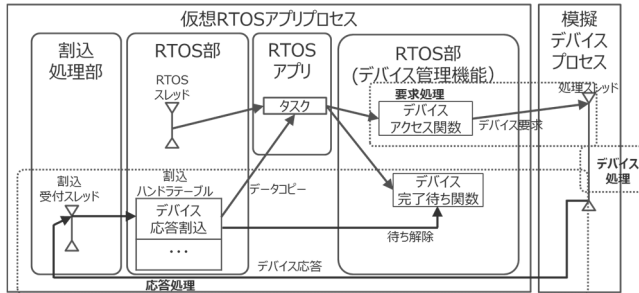 仮想RTOSアプリプロセス
模擬
デバイス
プロセス
割込
処理部
RTOS部
RTOS
アプリ
RTOS部
(デバイス管理機能)
RTOS
スレッド
タスク
要求処理
デバイス
アクセス関数
デバイス要求
処理スレッド
デバイス
処理
割込
受付スレッド
割込
ハンドラテーブル
データコピー
デバイス
応答割込
・・・
デバイス
完了待ち関数
待ち解除
デバイス応答
応答処理